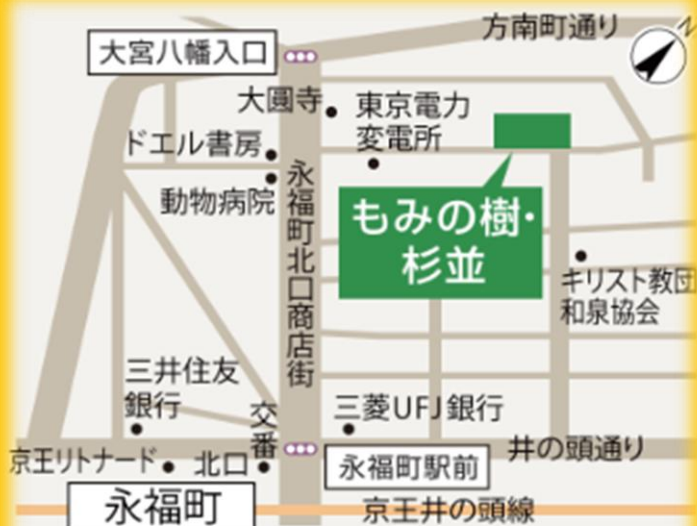 方南町通り
N
大宮八幡入口
大圓寺
東京電力
変電所
ドエル書房
動物病院
永福町北口商店街
もみの樹・
杉並
キリスト教団
和泉協会
三井住友
銀行
交番
三菱UFJ銀行
井の頭通り
京王リトナード
北口
永福町駅前
永福町
京王井の頭線